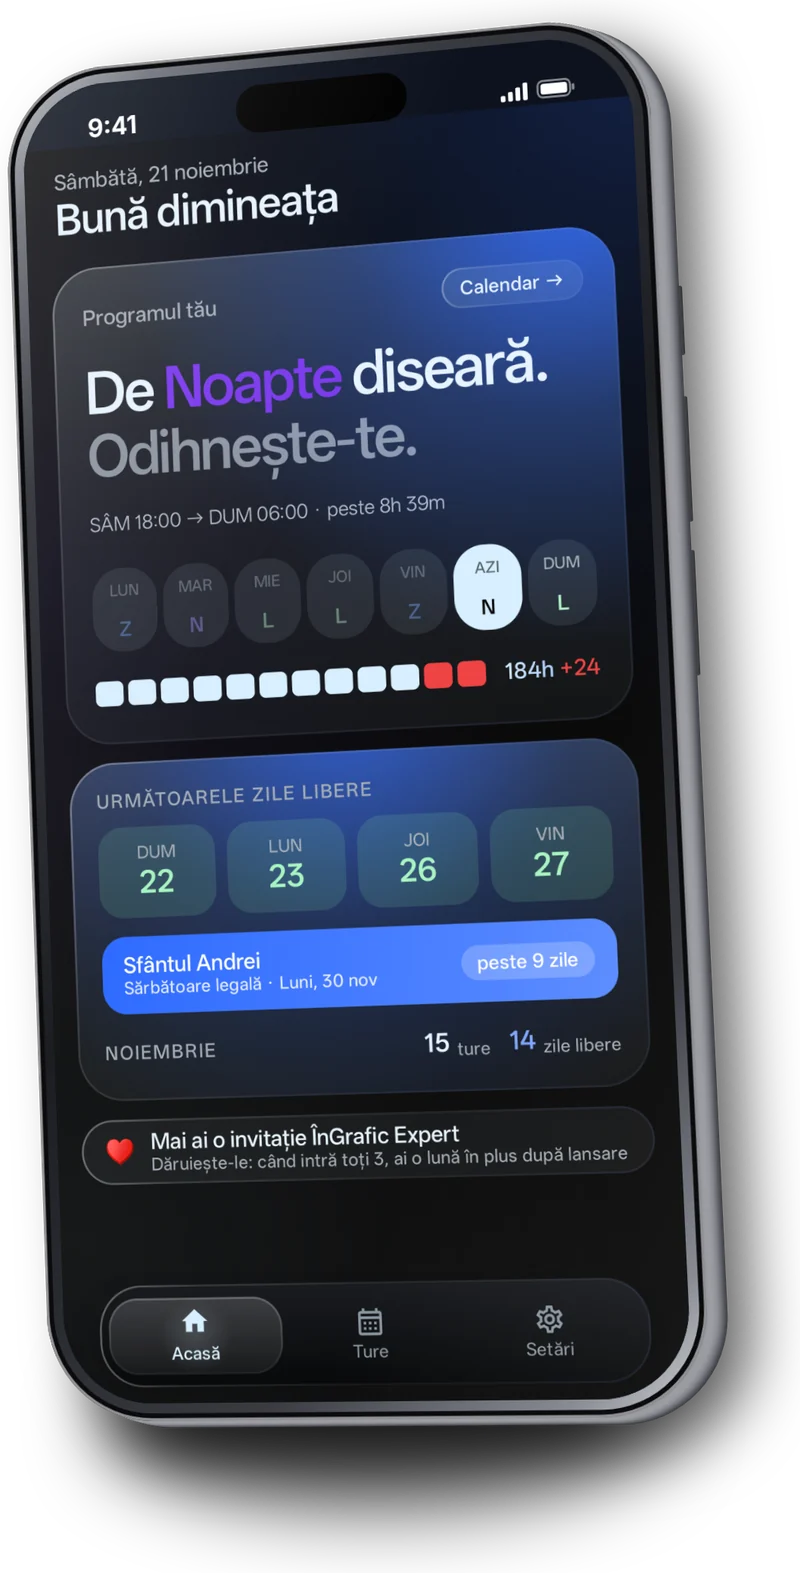 9:41
Sâmbătă, 21 noiembrie
Bună dimineața
Programul tău
Calendar →
De Noapte diseară.
Odihnește-te.
SÂM 18:00 → DUM 06:00 · peste 8h 39m
LUN MAR MIE JOI VIN AZI DUM
Z N L L Z N L
184h +24
URMĂTOARELE ZILE LIBERE
DUM LUN JOI VIN
22 23 26 27
Sfântul Andrei
Sărbătoare legală · Luni, 30 nov
peste 9 zile
NOIEMBRIE 15 ture 14 zile libere
Mai ai o invitație ÎnGrafic Expert
Dăruiește-le: când intră toți 3, ai o lună în plus după lansare
Acasă Ture Setări